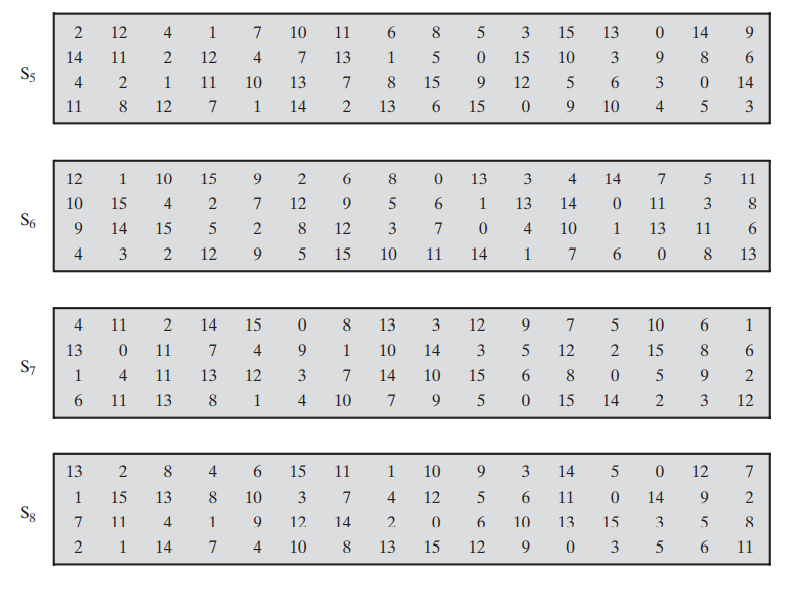 S₅
2 12 4 1 7 10 11 6 8 5 3 15 13 0 14 9
14 11 2 12 4 7 13 1 5 0 15 10 3 9 8 6
4 2 1 11 10 13 7 8 15 9 12 5 6 3 0 14
11 8 12 7 1 14 2 13 6 15 0 9 10 4 5 3
S₆
12 1 10 15 9 2 6 8 0 13 3 4 14 7 5 11
10 15 4 2 7 12 9 5 6 1 13 14 0 11 3 8
9 14 15 5 2 8 12 3 7 0 4 10 1 13 11 6
4 3 2 12 9 5 15 10 11 14 1 7 6 0 8 13
S₇
4 11 2 14 15 0 8 13 3 12 9 7 5 10 6 1
13 0 11 7 4 9 1 10 14 3 5 12 2 15 8 6
1 4 11 13 12 3 7 14 10 15 6 8 0 5 9 2
6 11 13 8 1 4 10 7 9 5 0 15 14 2 3 12
S₈
13 2 8 4 6 15 11 1 10 9 3 14 5 0 12 7
1 15 13 8 10 3 7 4 12 5 6 11 0 14 9 2
7 11 4 1 9 12 14 2 0 6 10 13 15 3 5 8
2 1 14 7 4 10 8 13 15 12 9 0 3 5 6 11